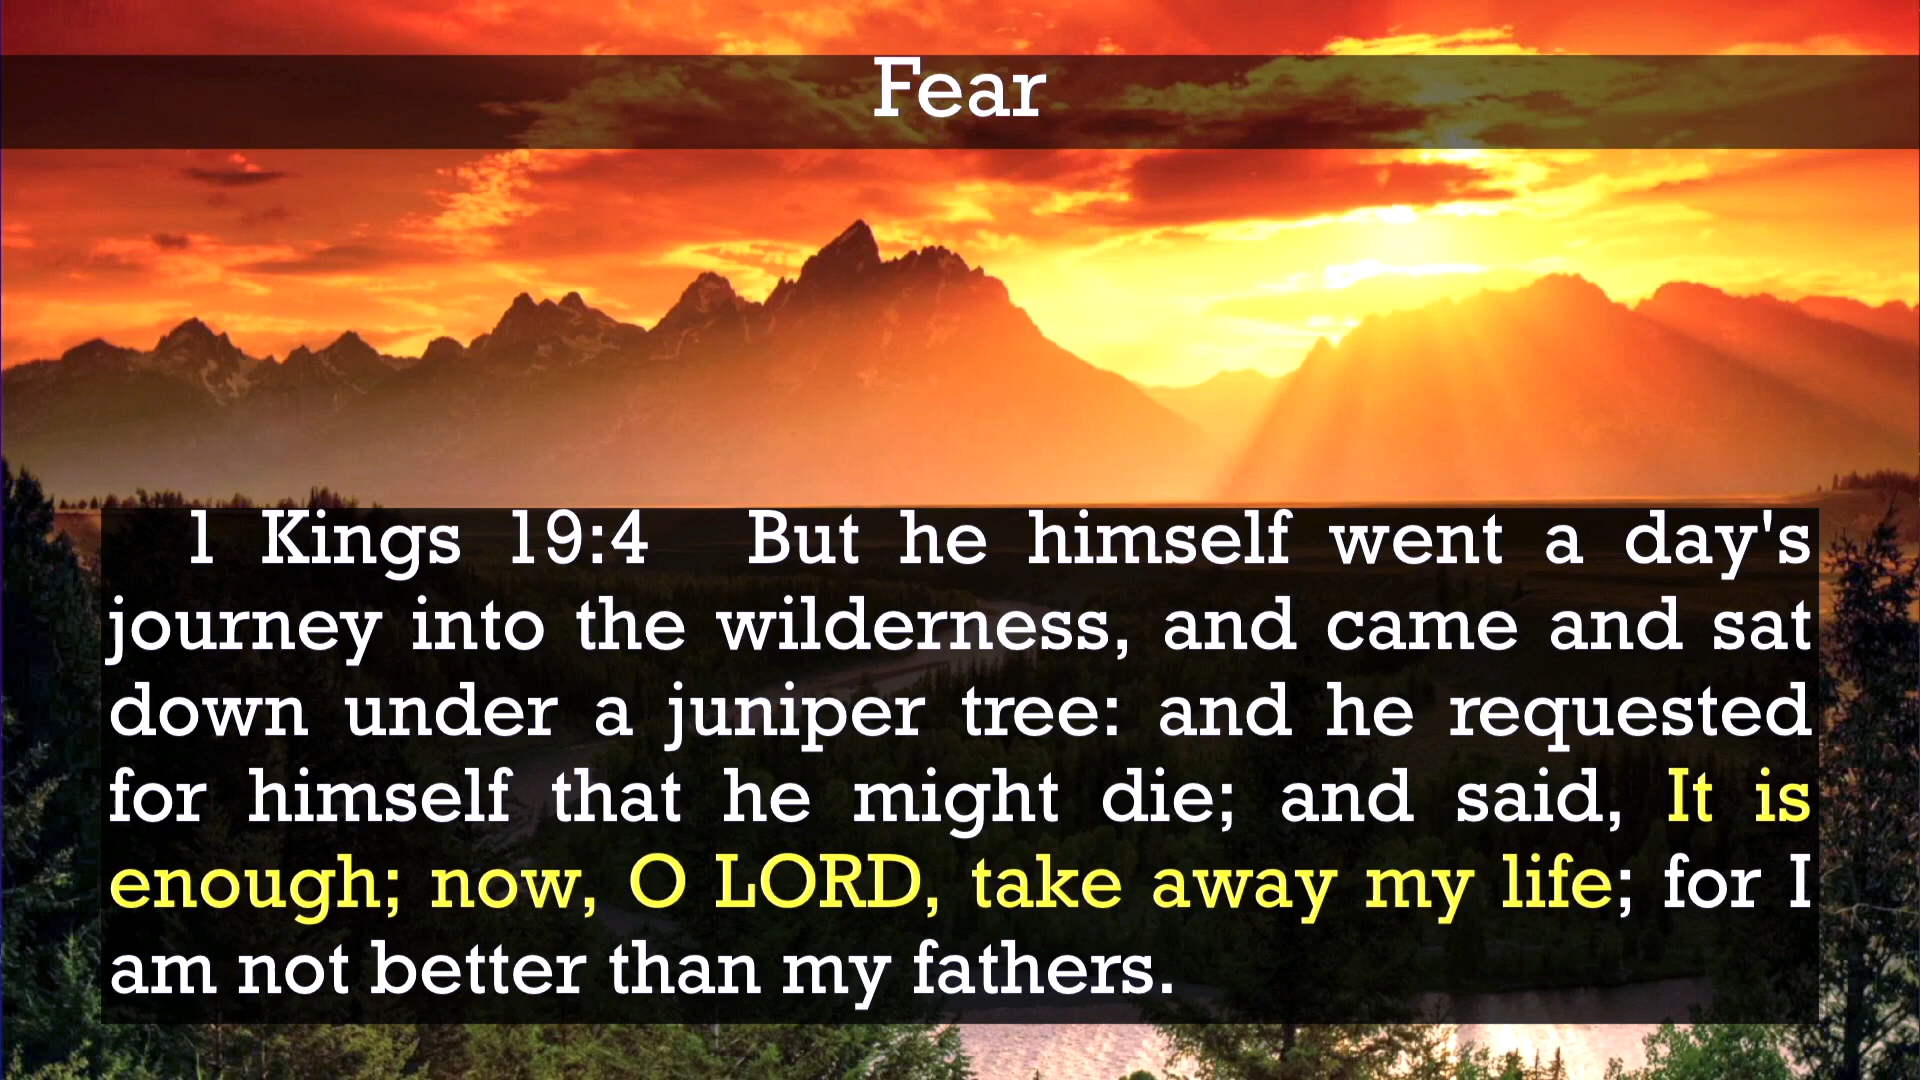 Fear
1 Kings 19:4 But he himself went a day's
journey into the wilderness, and came and sat
down under a juniper tree: and he requested
for himself that he might die; and said, It is
enough; now, O LORD, take away my life; for I
am not better than my fathers.